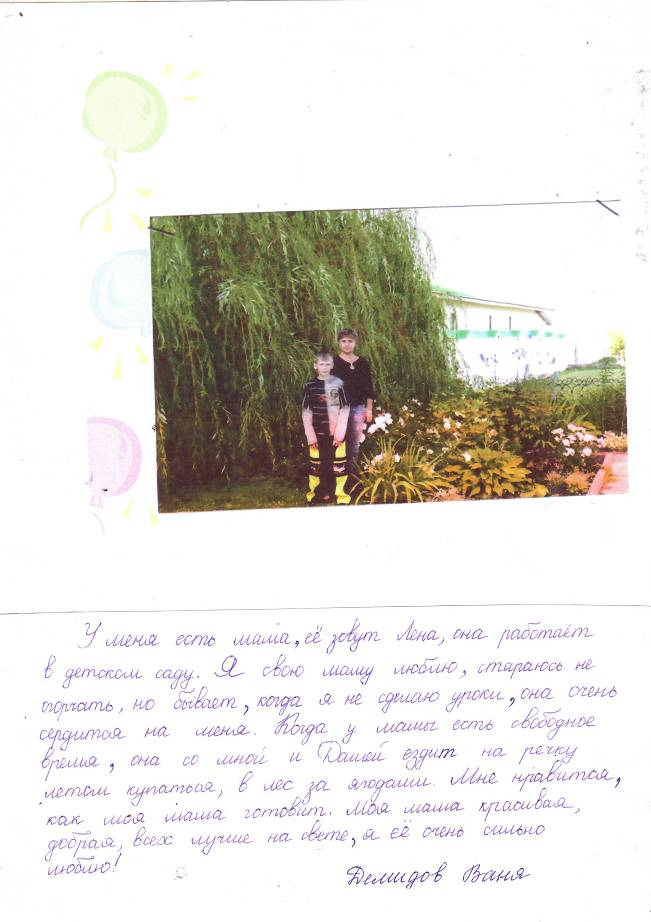 У меня есть мама, её зовут Лена, она работает
в детском саду. Я свою маму люблю, стараюсь не
огорчать, но бывает, когда я не сделаю уроки, она очень
сердится на меня. Когда у мамы есть свободное
время, она со мной и Дашей ездит на речку
летом купаться, в лес за ягодами. Мне нравится,
как моя мама готовит. Моя мама красивая,
добрая, всех лучше на свете, я её очень сильно
люблю!
Демидов Ваня